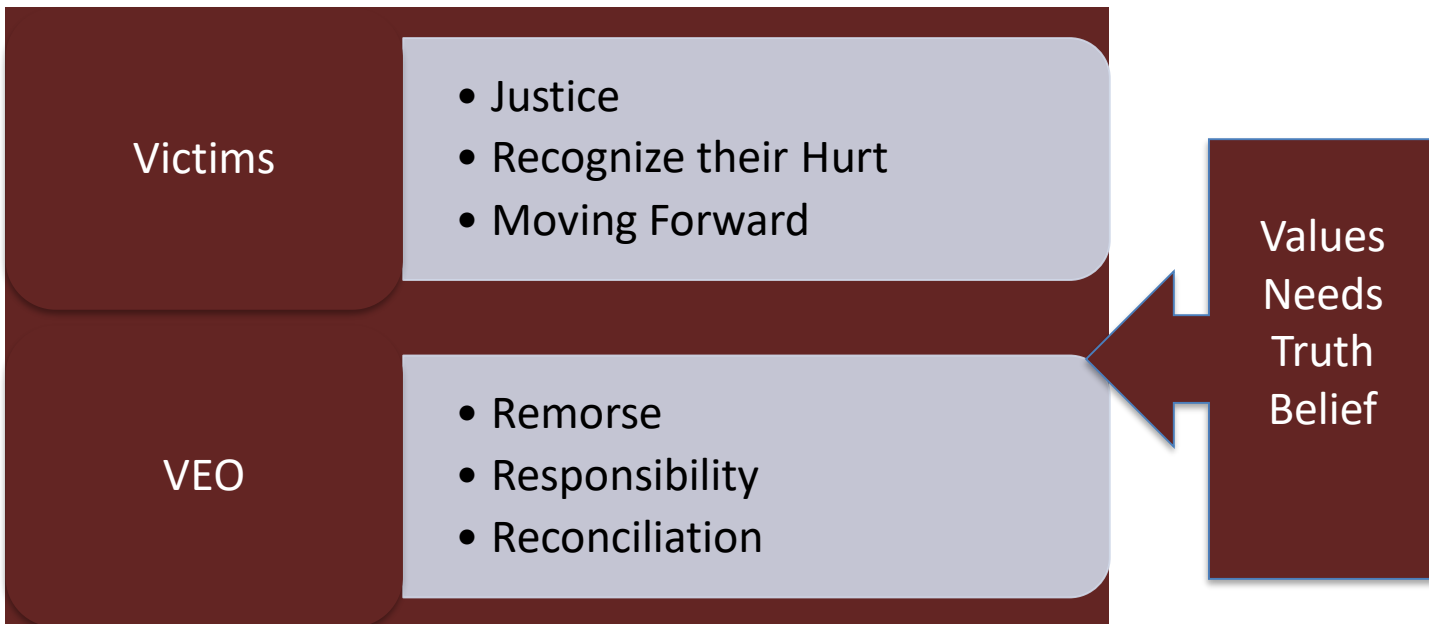 Victims
• Justice
• Recognize their Hurt
• Moving Forward
VEO
• Remorse
• Responsibility
• Reconciliation
Values
Needs
Truth
Belief